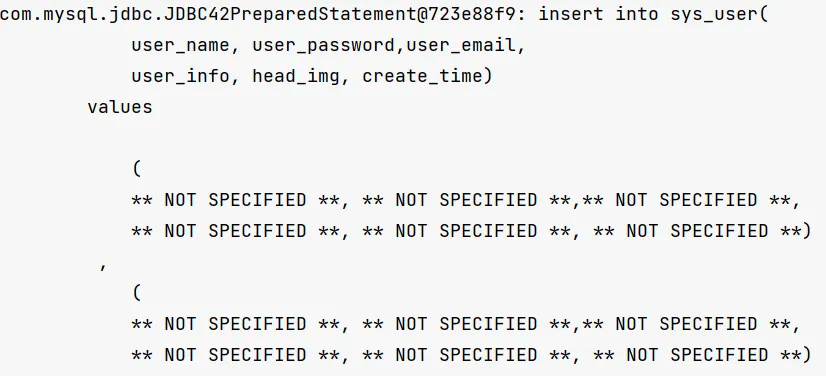 com.mysql.jdbc.JDBC42PreparedStatement@723e88f9: insert into sys_user(
user_name, user_password,user_email,
user_info, head_img, create_time)
values
(
** NOT SPECIFIED **, ** NOT SPECIFIED **,** NOT SPECIFIED **,
** NOT SPECIFIED **, ** NOT SPECIFIED **, ** NOT SPECIFIED **)
,
(
** NOT SPECIFIED **, ** NOT SPECIFIED **,** NOT SPECIFIED **,
** NOT SPECIFIED **, ** NOT SPECIFIED **, ** NOT SPECIFIED **)